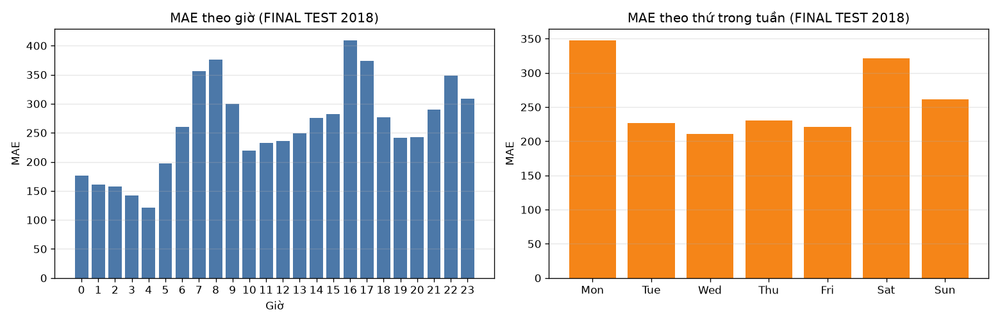 MAE theo giờ (FINAL TEST 2018)
MAE
400
350
300
250
200
150
100
50
0
0 1 2 3 4 5 6 7 8 9 10 11 12 13 14 15 16 17 18 19 20 21 22 23
Giờ
MAE theo thứ trong tuần (FINAL TEST 2018)
MAE
350
300
250
200
150
100
50
0
Mon Tue Wed Thu Fri Sat Sun